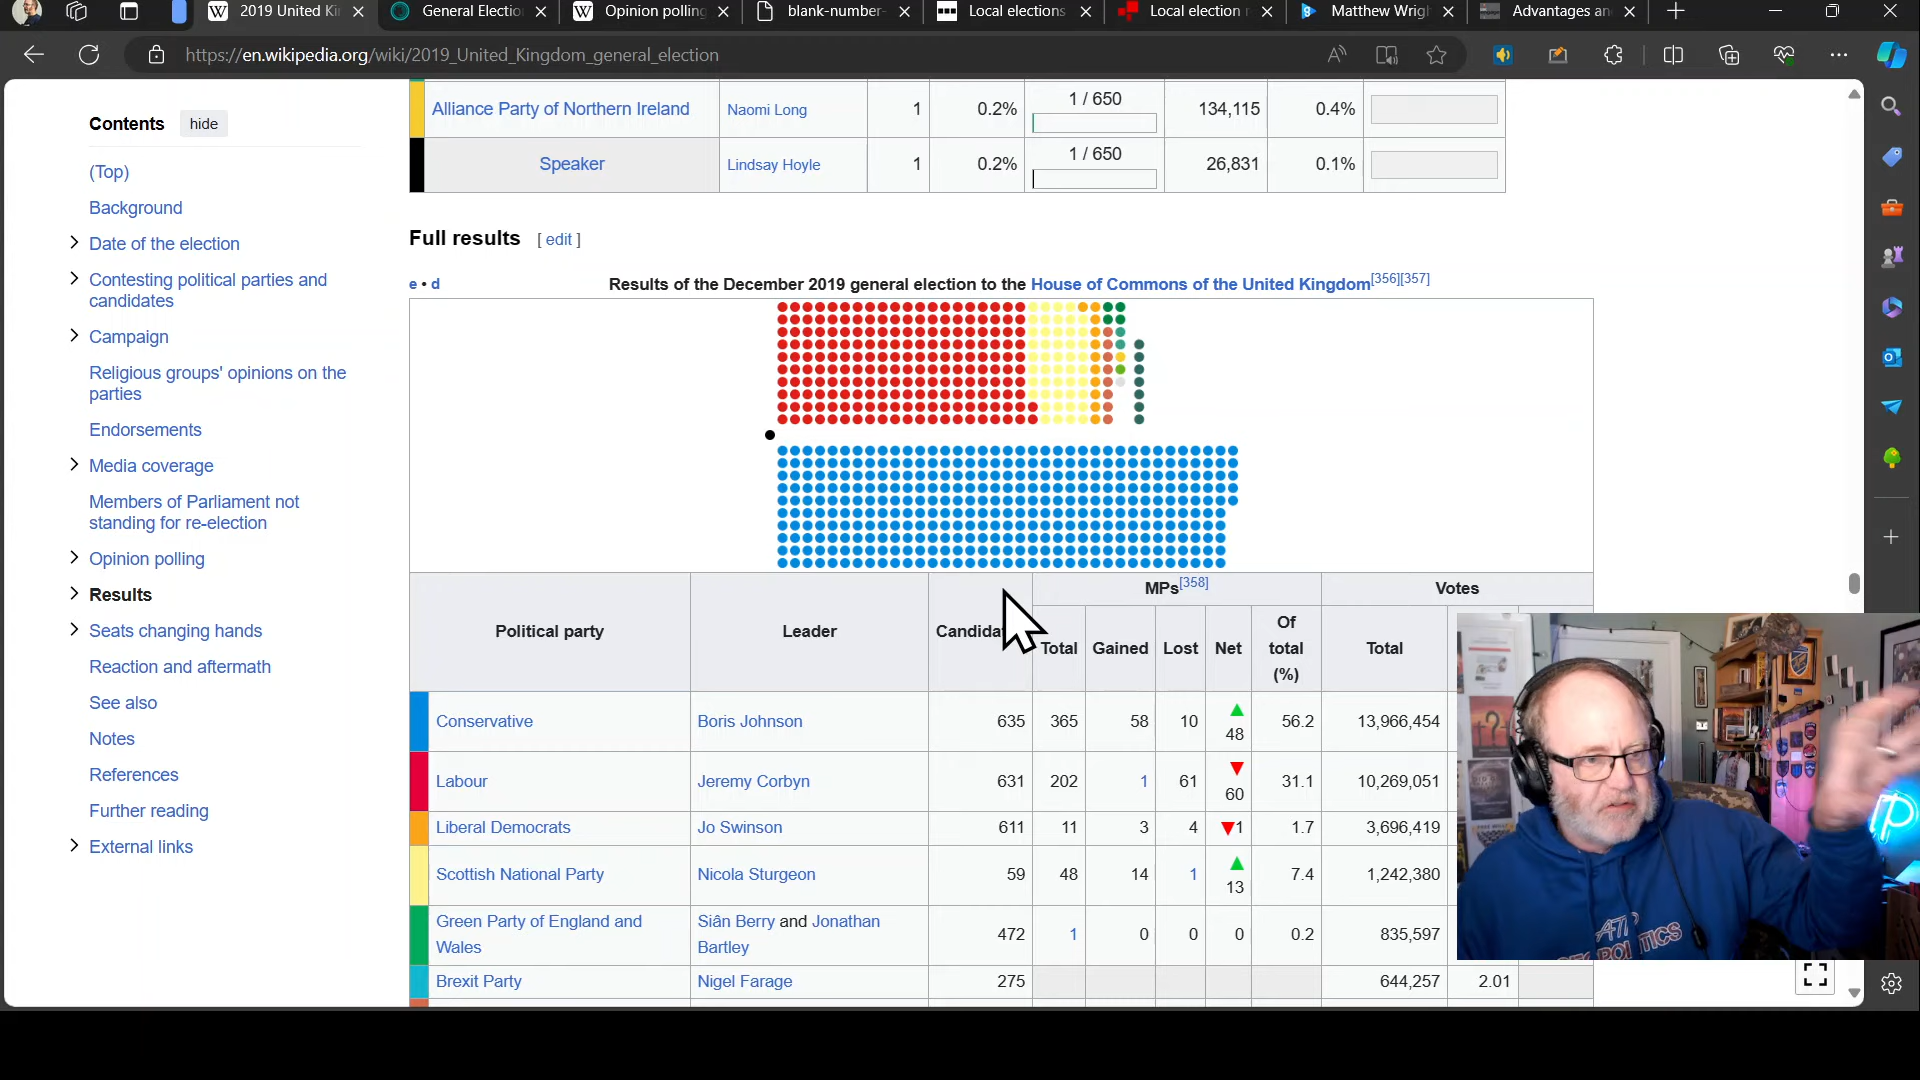 2019 United Ki
General Electio
Opinion polling
blank-number-
Local elections
Local election r
Matthew Wrigh
Advantages an
https://en.wikipedia.org/wiki/2019_United_Kingdom_general_election
Contents hide
(Top)
Background
Date of the election
Contesting political parties and
candidates
Campaign
Religious groups' opinions on the
parties
Endorsements
Media coverage
Members of Parliament not
standing for re-election
Opinion polling
Results
Seats changing hands
Reaction and aftermath
See also
Notes
References
Further reading
External links
Alliance Party of Northern Ireland Naomi Long 1 0.2% 1 / 650 134,115 0.4%
Speaker Lindsay Hoyle 1 0.2% 1 / 650 26,831 0.1%
Full results [ edit ]
e • d Results of the December 2019 general election to the House of Commons of the United Kingdom[356][357]
Political party Leader Candida MPs[358] Votes
Total Gained Lost Net Of total (%) Total
Conservative Boris Johnson 635 365 58 10 ▲ 48 56.2 13,966,454
Labour Jeremy Corbyn 631 202 1 61 ▼ 60 31.1 10,269,051
Liberal Democrats Jo Swinson 611 11 3 4 ▼1 1.7 3,696,419
Scottish National Party Nicola Sturgeon 59 48 14 1 ▲ 13 7.4 1,242,380
Green Party of England and Wales Siân Berry and Jonathan Bartley 472 1 0 0 0 0.2 835,597
Brexit Party Nigel Farage 275 644,257 2.01